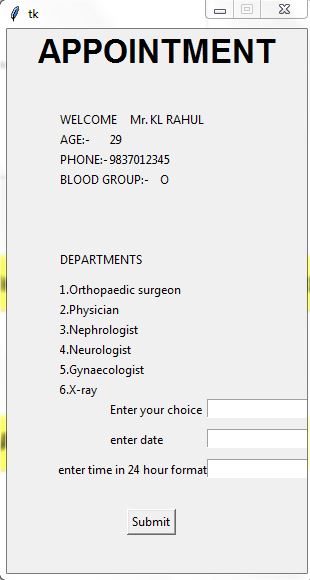 tk
APPOINTMENT
WELCOME Mr. KL RAHUL
AGE:- 29
PHONE:- 9837012345
BLOOD GROUP:- O
DEPARTMENTS
1.Orthopaedic surgeon
2.Physician
3.Nephrologist
4.Neurologist
5.Gynaecologist
6.X-ray
Enter your choice
enter date
enter time in 24 hour format
Submit